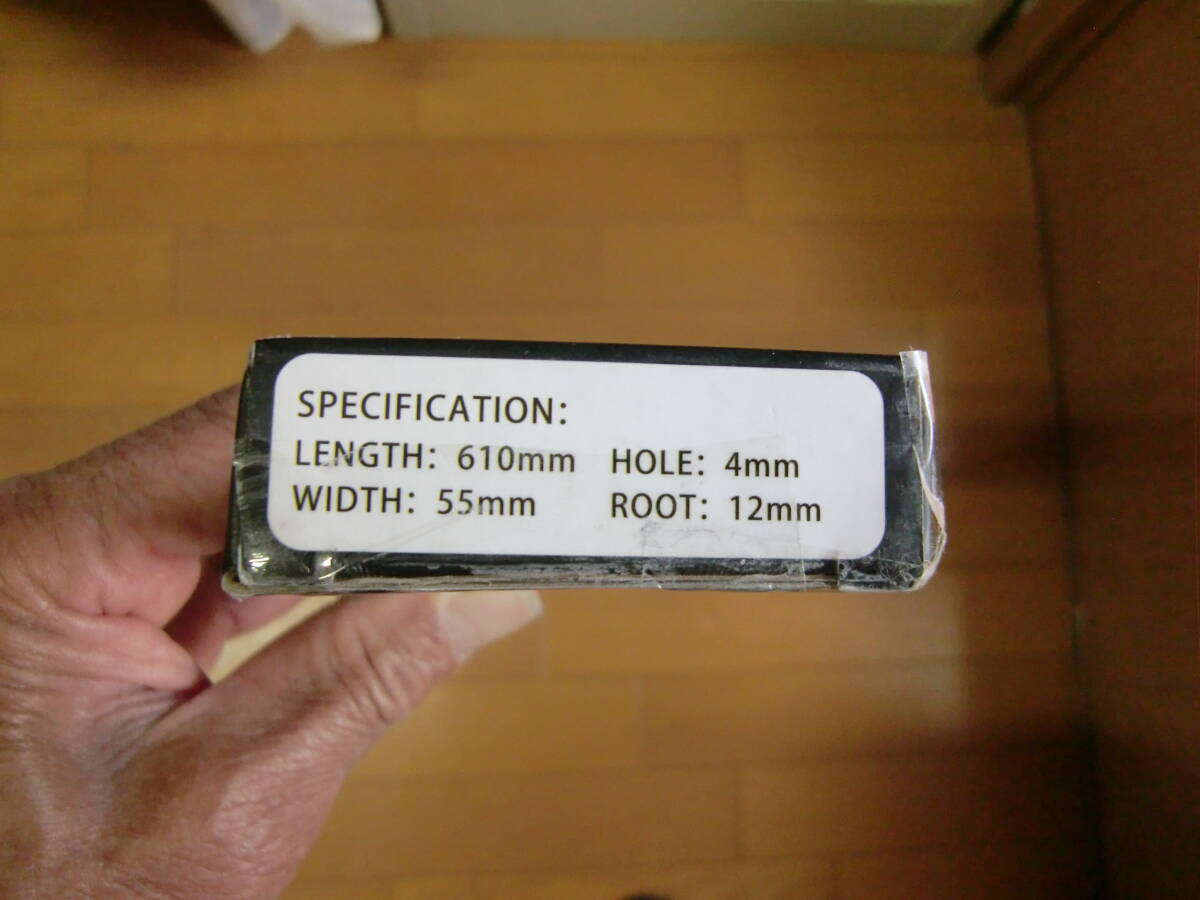 SPECIFICATION:
LENGTH: 610mm HOLE: 4mm
WIDTH: 55mm ROOT: 12mm